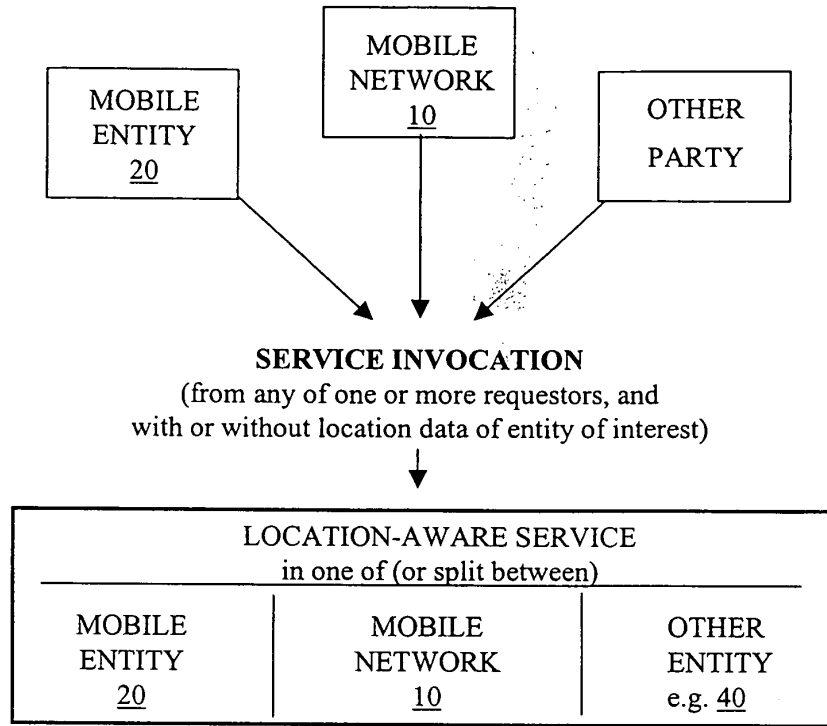 MOBILE
ENTITY
20
MOBILE
NETWORK
10
OTHER
PARTY
SERVICE INVOCATION
(from any of one or more requestors, and
with or without location data of entity of interest)
LOCATION-AWARE SERVICE
in one of (or split between)
MOBILE
ENTITY
20
MOBILE
NETWORK
10
OTHER
ENTITY
e.g. 40